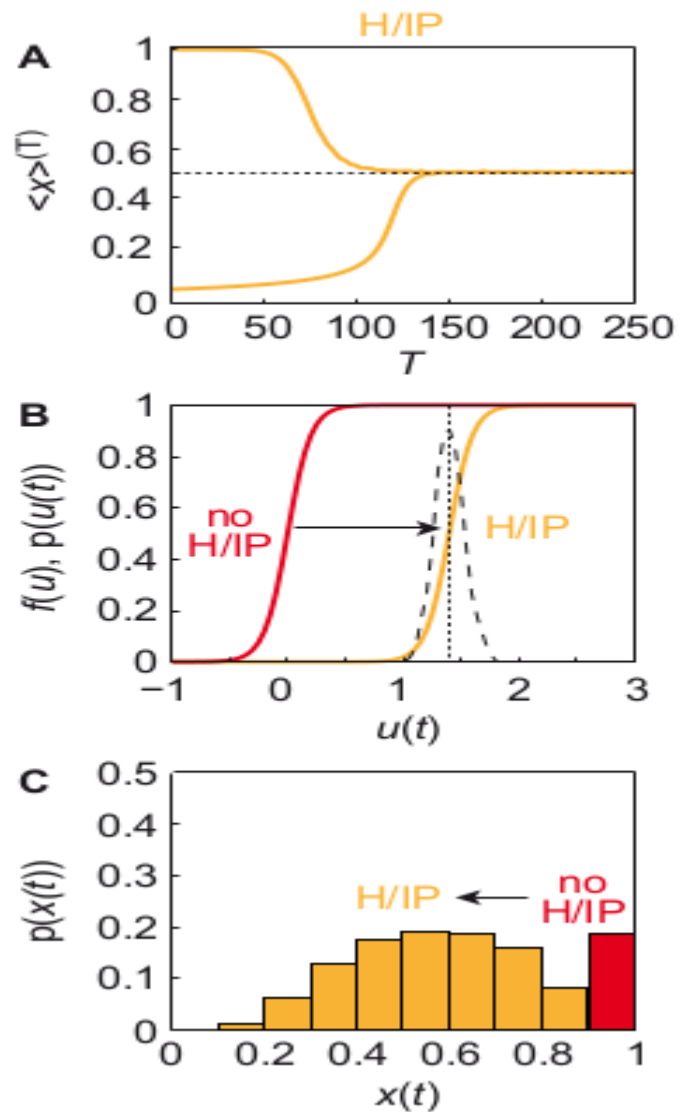 H/IP
A
1
0.8
0.6
0.4
0.2
0
<χ>(T)
0 50 100 150 200 250
T
B
1
0.8
0.6
0.4
0.2
0
f(u), p(u(t))
no
H/IP
H/IP
−1 0 1 2 3
u(t)
C
0.5
0.4
0.3
0.2
0.1
0
p(x(t))
H/IP
no
H/IP
0 0.2 0.4 0.6 0.8 1
x(t)